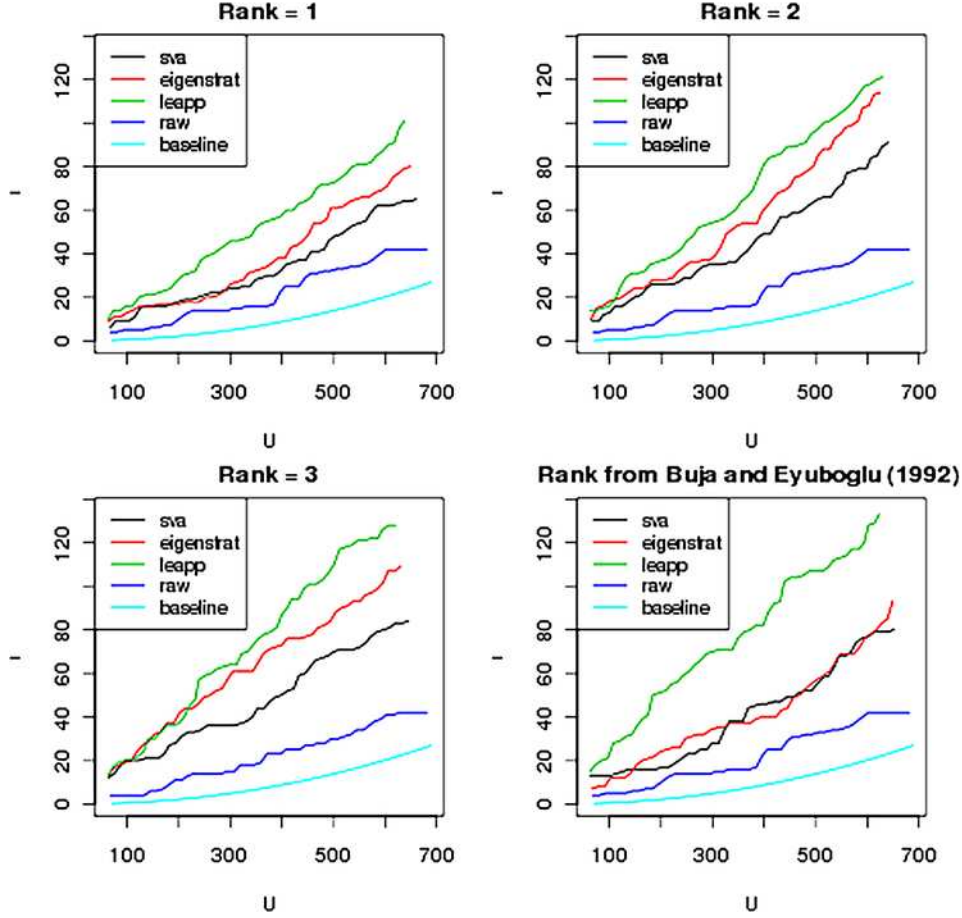 Rank = 1
sva
eigenstrat
leapp
raw
baseline
I
0 20 40 60 80 120
100 300 500 700
U
Rank = 2
sva
eigenstrat
leapp
raw
baseline
I
0 20 40 60 80 120
100 300 500 700
U
Rank = 3
sva
eigenstrat
leapp
raw
baseline
I
0 20 40 60 80 120
100 300 500 700
U
Rank from Buja and Eyuboglu (1992)
sva
eigenstrat
leapp
raw
baseline
I
0 20 40 60 80 120
100 300 500 700
U